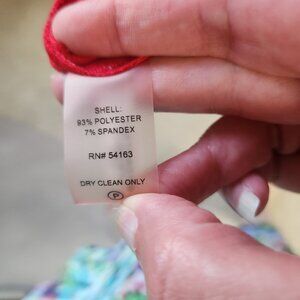 SHELL:
93% POLYESTER
7% SPANDEX
RN# 54163
DRY CLEAN ONLY
P